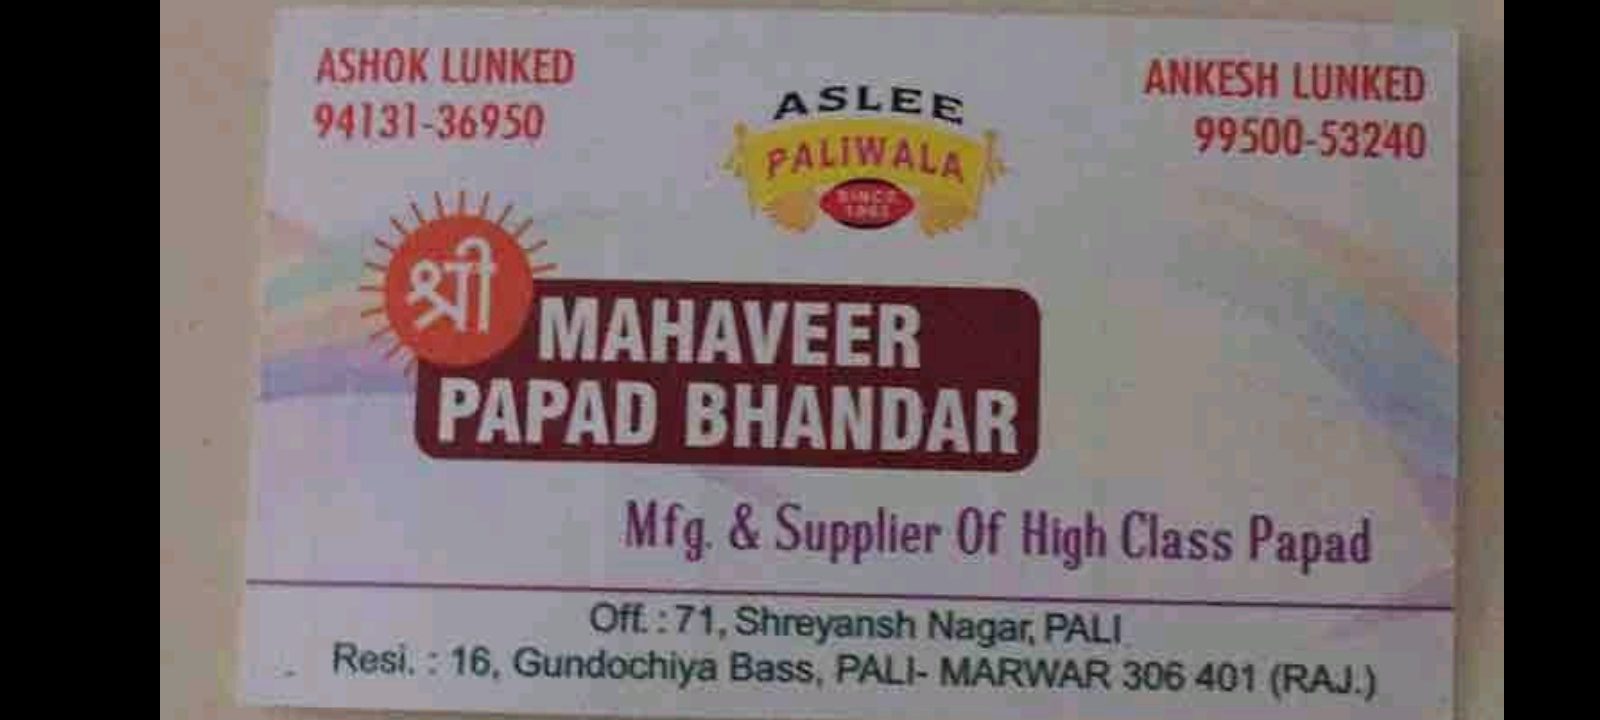 ASHOK LUNKED
94131-36950
ASLEE
PALIWALA
SINCE
ANKESH LUNKED
99500-53240
श्री
MAHAVEER
PAPAD BHANDAR
Mfg. & Supplier Of High Class Papad
Off. : 71, Shreyansh Nagar, PALI
Resi. : 16, Gundochiya Bass, PALI- MARWAR 306 401 (RAJ.)